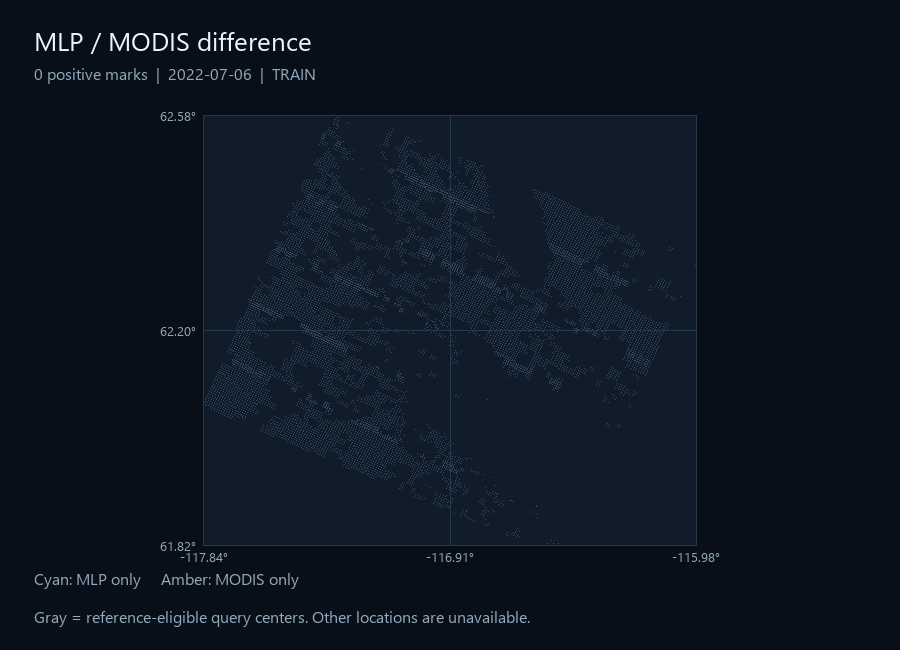 MLP / MODIS difference
0 positive marks | 2022-07-06 | TRAIN
62.58°
62.20°
61.82°
-117.84° -116.91° -115.98°
Cyan: MLP only Amber: MODIS only
Gray = reference-eligible query centers. Other locations are unavailable.